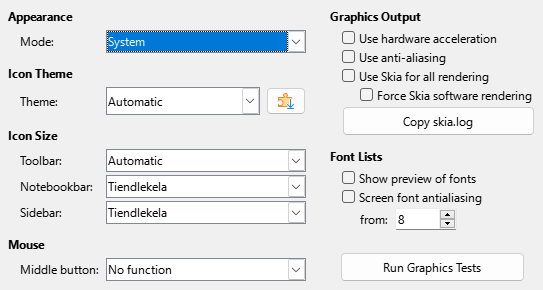 Appearance
Mode: System
Icon Theme
Theme: Automatic
Icon Size
Toolbar: Automatic
Notebookbar: Tiendlekela
Sidebar: Tiendlekela
Mouse
Middle button: No function
Graphics Output
Use hardware acceleration
Use anti-aliasing
Use Skia for all rendering
Force Skia software rendering
Copy skia.log
Font Lists
Show preview of fonts
Screen font antialiasing
from: 8
Run Graphics Tests